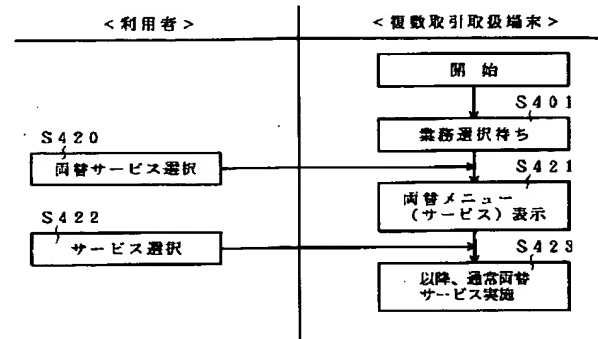 <利用者>
<複数取引取扱端末>
開始
S401
業務選択待ち
S420
両替サービス選択
S421
両替メニュー
(サービス)表示
S422
サービス選択
S423
以降、通常両替
サービス実施